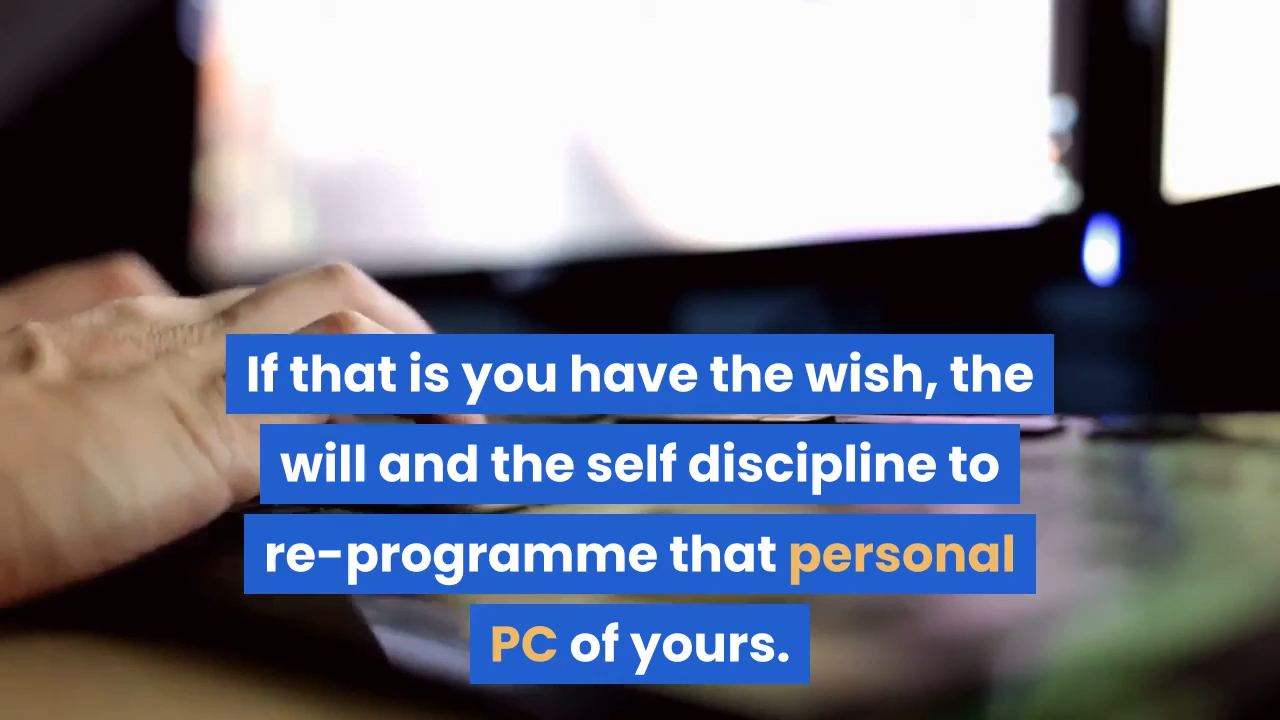 If that is you have the wish, the
will and the self discipline to
re-programme that personal
PC of yours.